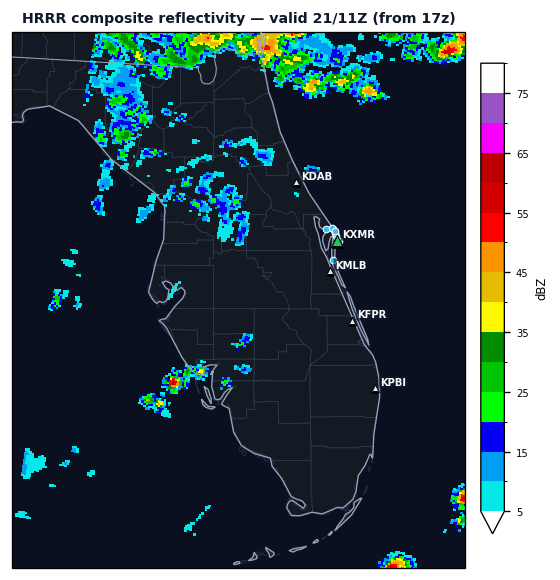 HRRR composite reflectivity — valid 21/11Z (from 17z)
KDAB
KXMR
KMLB
KFPR
KPBI
75
65
55
45
35
25
15
5
dBZ